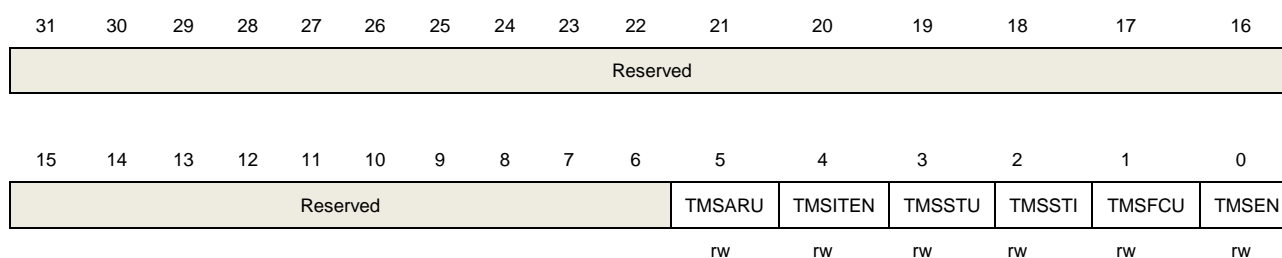 31 30 29 28 27 26 25 24 23 22 21 20 19 18 17 16
Reserved
15 14 13 12 11 10 9 8 7 6 5 4 3 2 1 0
Reserved TMSARU TMSITEN TMSSTU TMSSTI TMSFCU TMSEN
rw rw rw rw rw rw